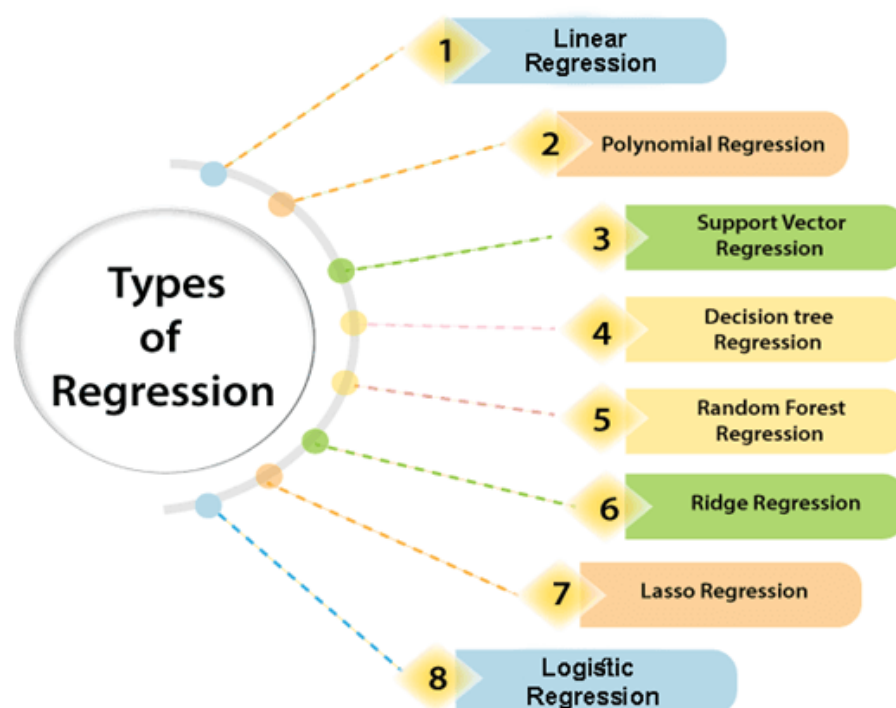 Types
of
Regression
1
Linear
Regression
2
Polynomial Regression
3
Support Vector
Regression
4
Decision tree
Regression
5
Random Forest
Regression
6
Ridge Regression
7
Lasso Regression
8
Logistic
Regression